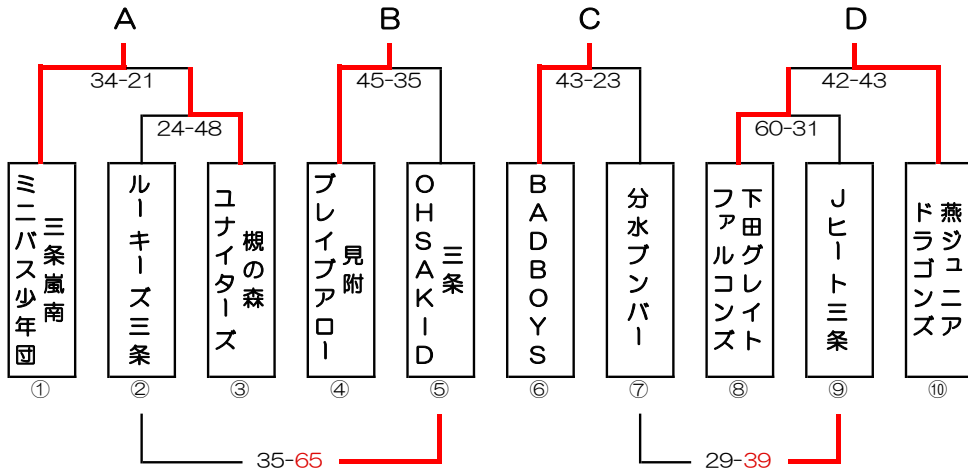 A
B
C
D
34-21
45-35
43-23
42-43
24-48
60-31
三条嵐南
ミニバス少年団
ルーキーズ三条
槻の森
ユナイターズ
見附
ブレイブアロー
三条
OHSAKID
BADBOYS
分水ブンバー
下田グレイト
ファルコンズ
Jヒート三条
燕ジュニア
ドラゴンズ
①
②
③
④
⑤
⑥
⑦
⑧
⑨
⑩
35-65
29-39